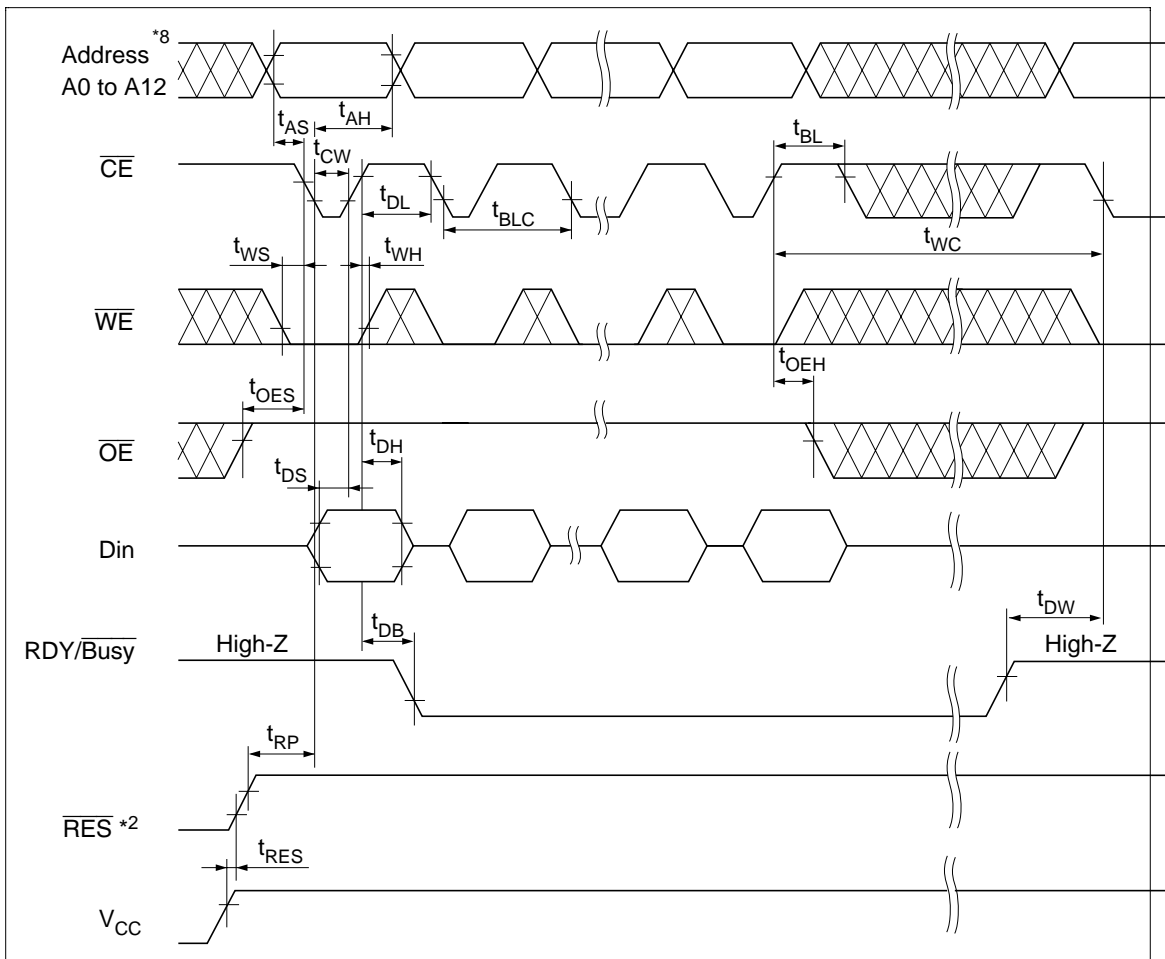 Address *8
A0 to A12
tAS
tAH
tCW
tBL
CE
tDL
tBLC
tWC
tWS
tWH
WE
tOEH
tOES
OE
tDH
tDS
Din
tDW
tDB
RDY/Busy
High-Z
High-Z
tRP
RES *2
tRES
VCC